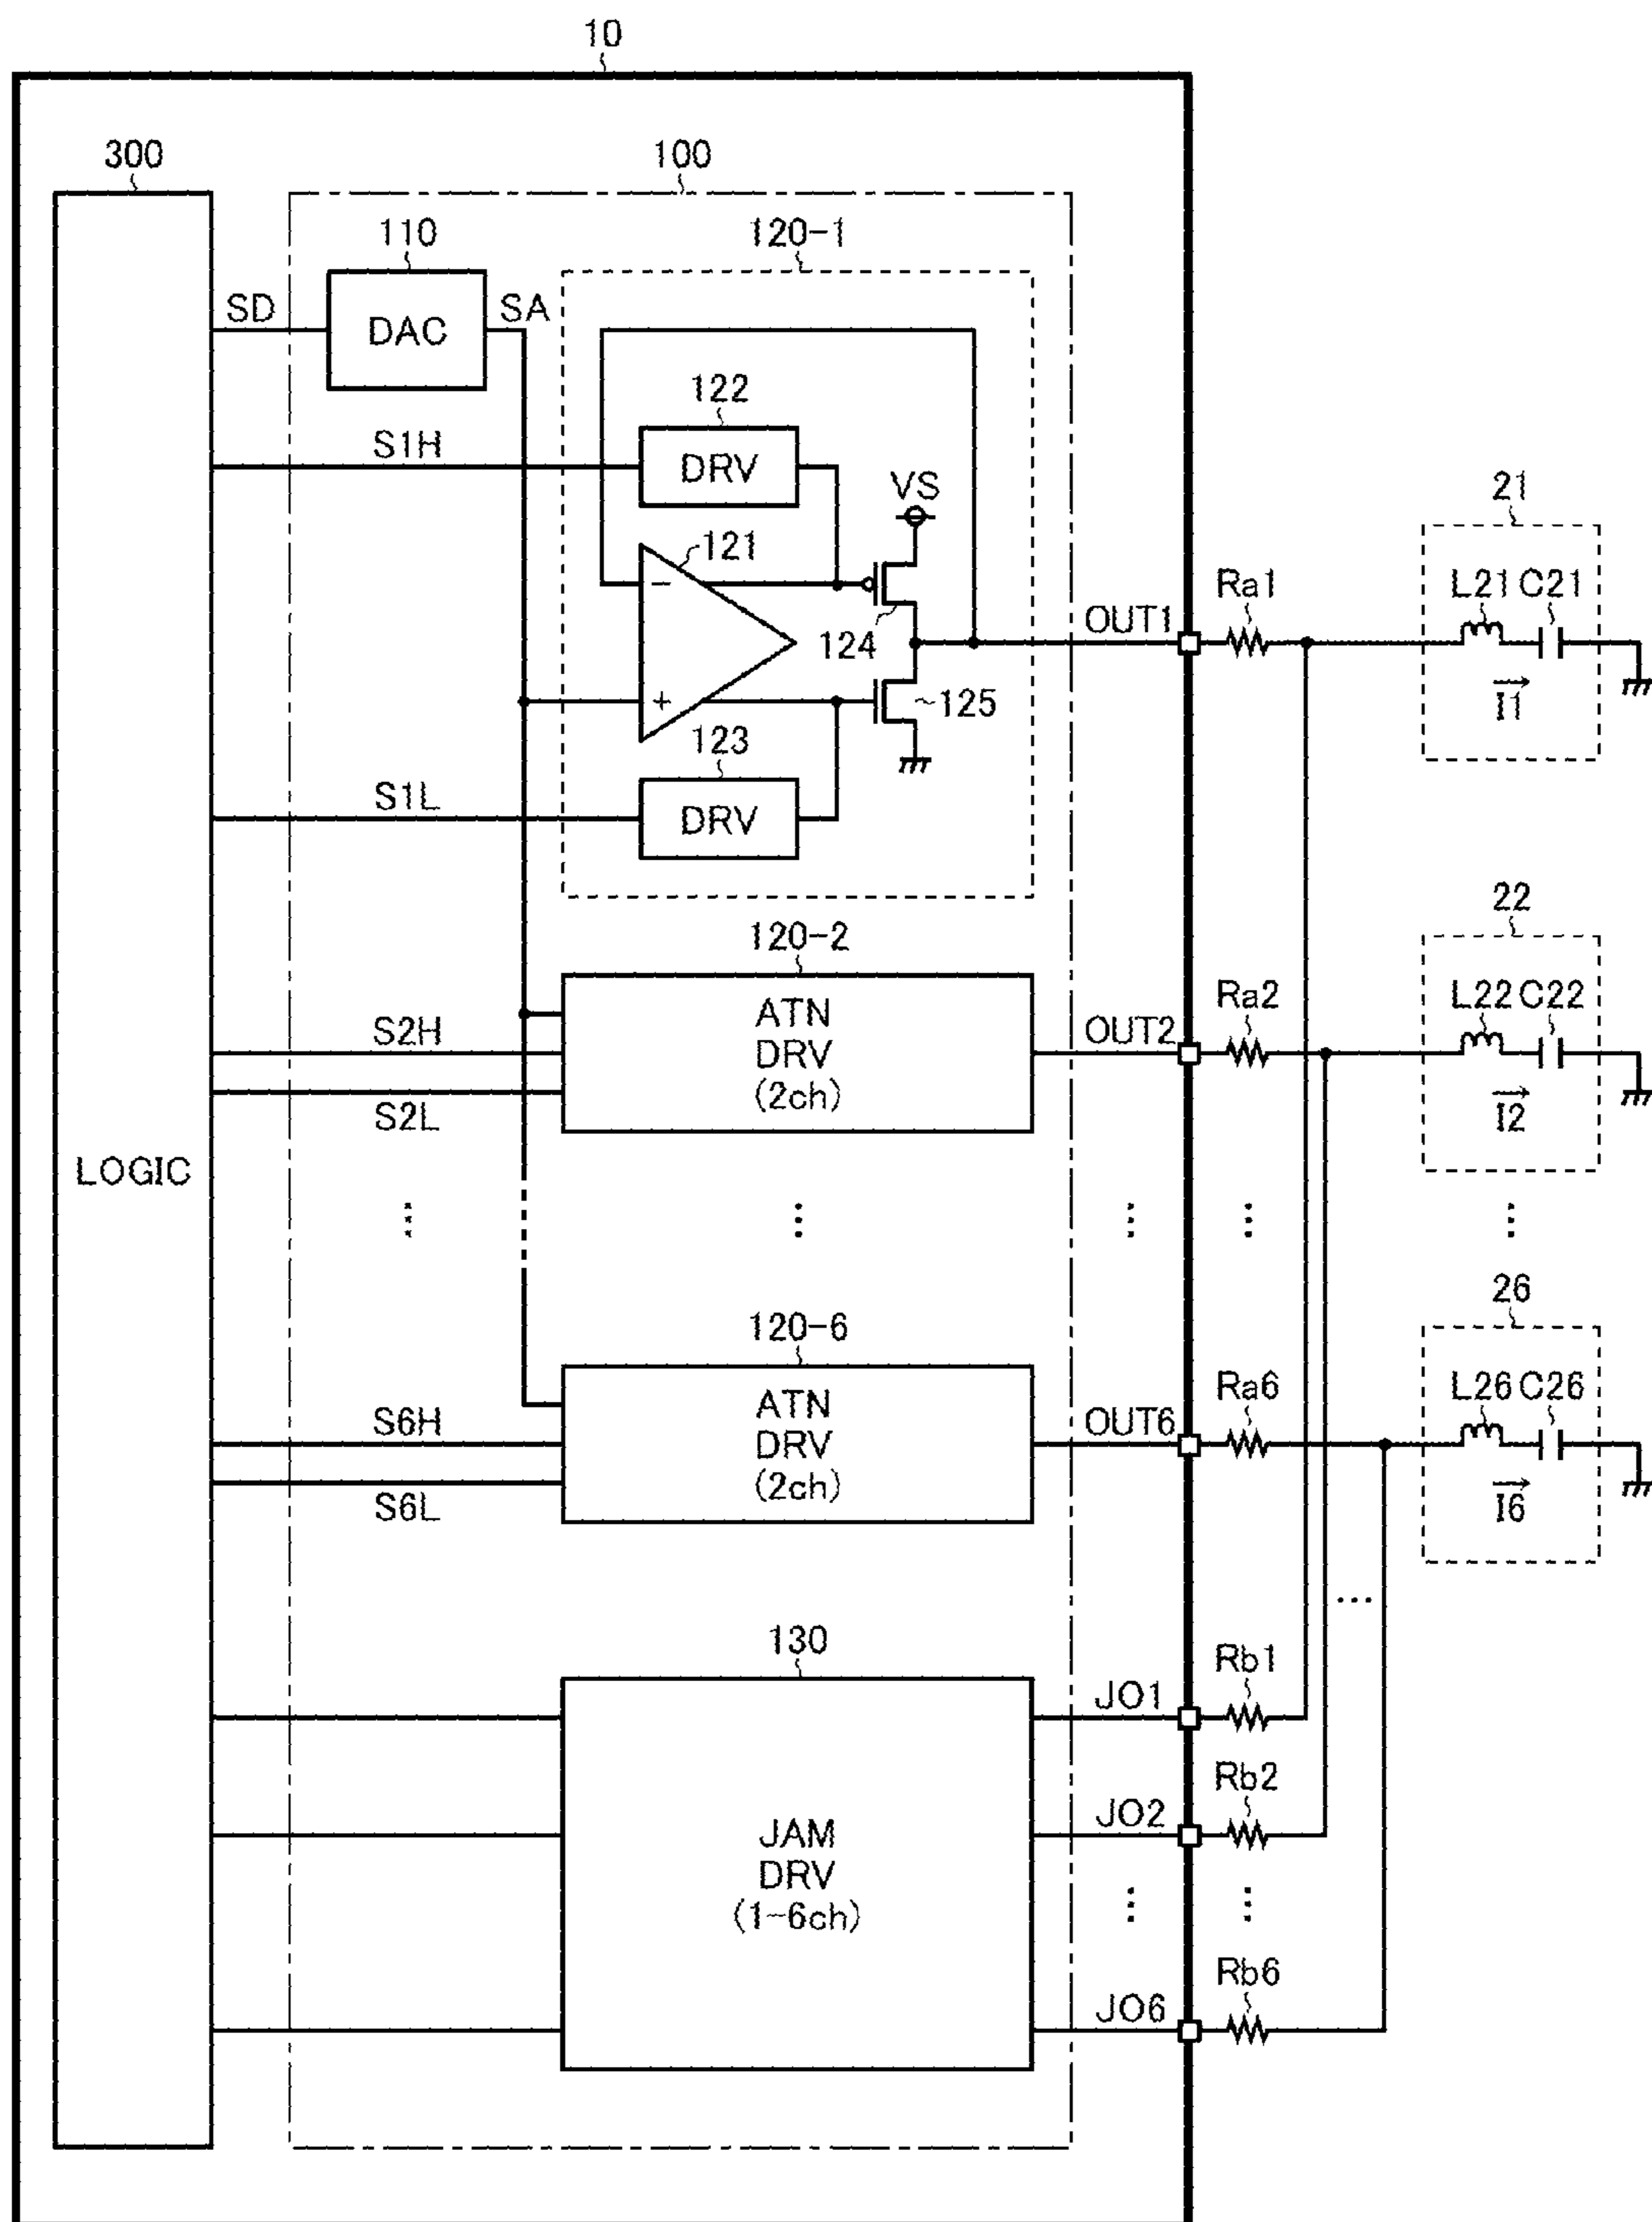 10
300
100
110
120-1
SD
DAC
SA
122
S1H
DRV
VS
21
121
−
Ra1
L21 C21
OUT1
124
I1
+
125
123
S1L
DRV
22
120-2
ATN
DRV
(2ch)
Ra2
L22 C22
S2H
OUT2
S2L
I2
LOGIC
26
120-6
ATN
DRV
(2ch)
Ra6
L26 C26
S6H
OUT6
S6L
I6
130
Rb1
JO1
Rb2
JO2
JAM
DRV
(1-6ch)
Rb6
JO6